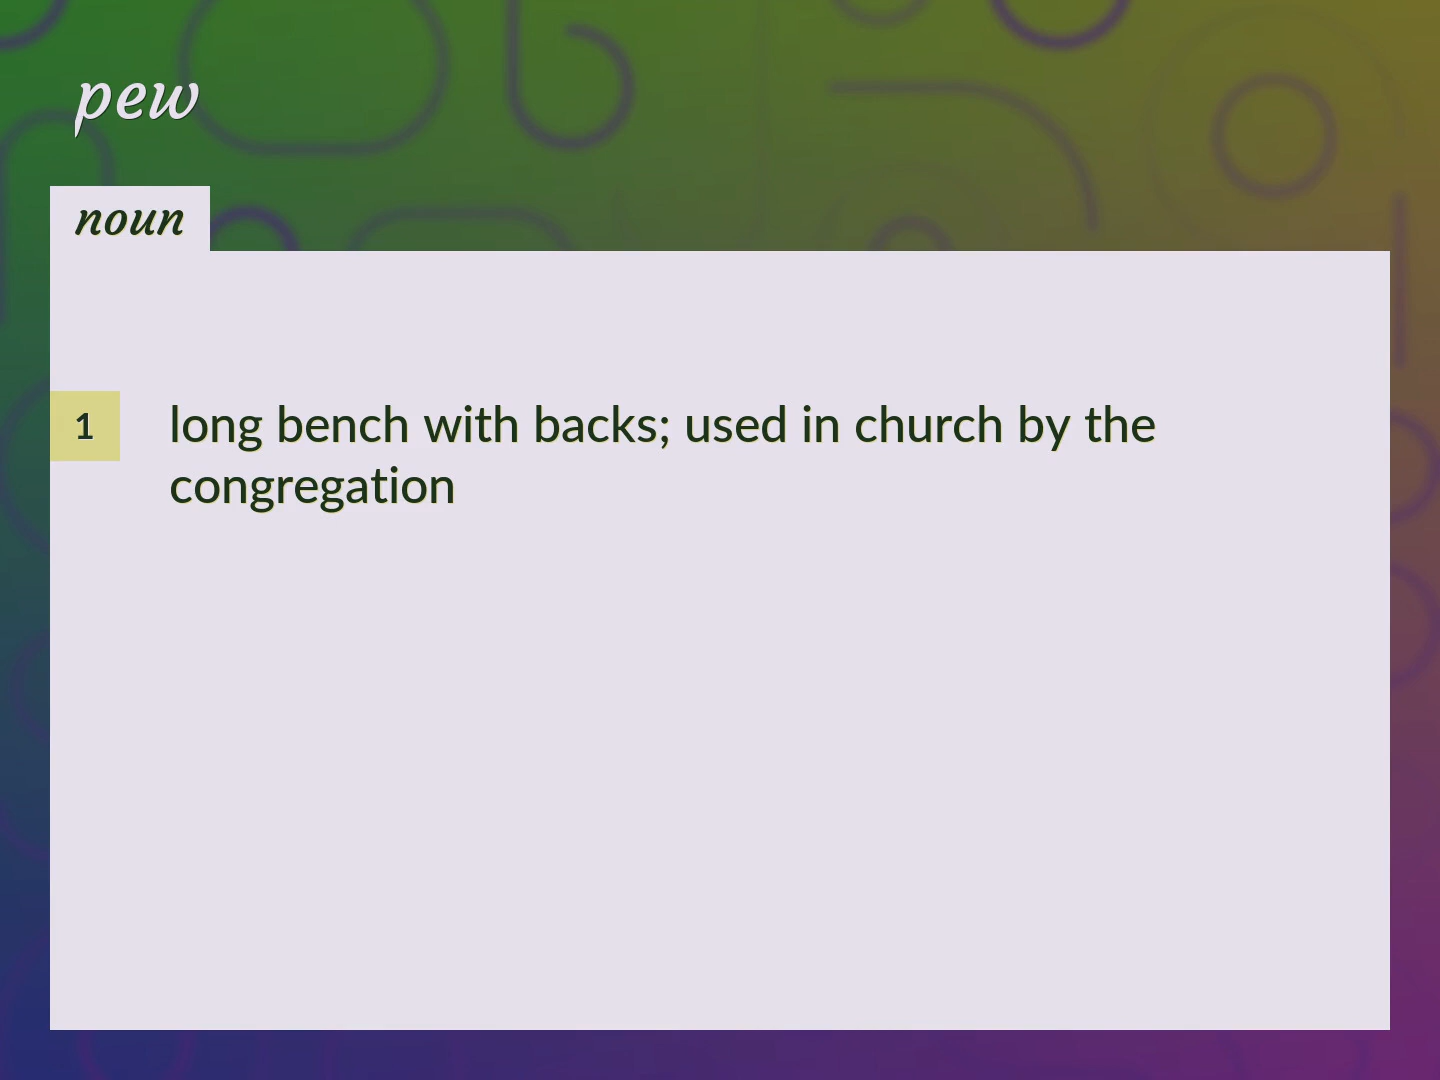 pew
noun
1
long bench with backs; used in church by the
congregation